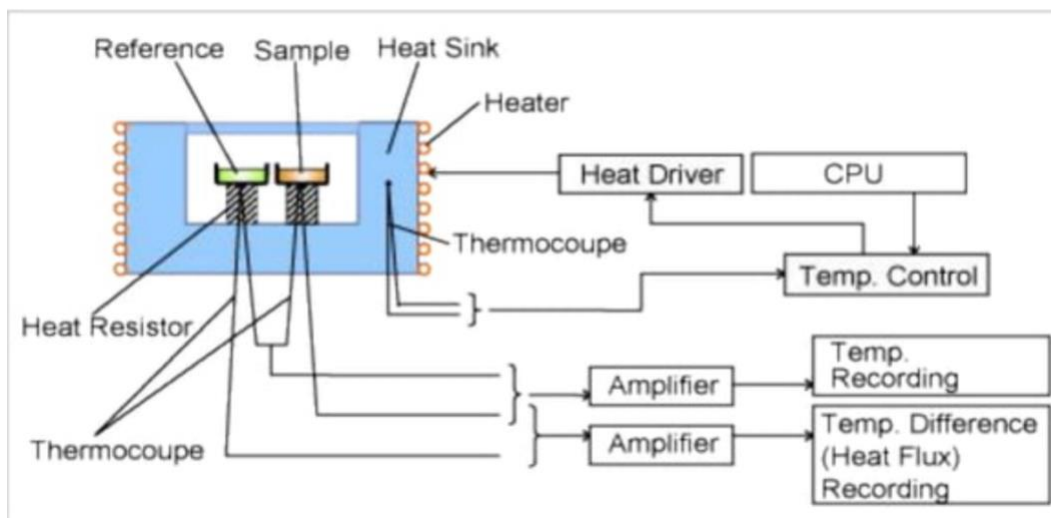 Reference
Sample
Heat Sink
Heater
Heat Driver
CPU
Thermocoupe
Temp. Control
Heat Resistor
Temp.
Recording
Amplifier
Thermocoupe
Amplifier
Temp. Difference
(Heat Flux)
Recording